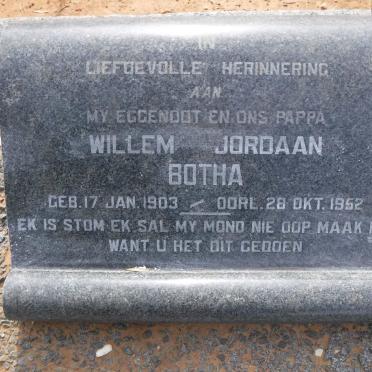 IN
LIEFDEVOLLE HERINNERING
AAN
MY EGGENOOT EN ONS PAPPA
WILLEM JORDAAN
BOTHA
GEB. 17 JAN. 1903 — OORL. 28 OKT. 1952
EK IS STOM EK SAL MY MOND NIE OOP MAAK
WANT U HET DIT GEDOEN